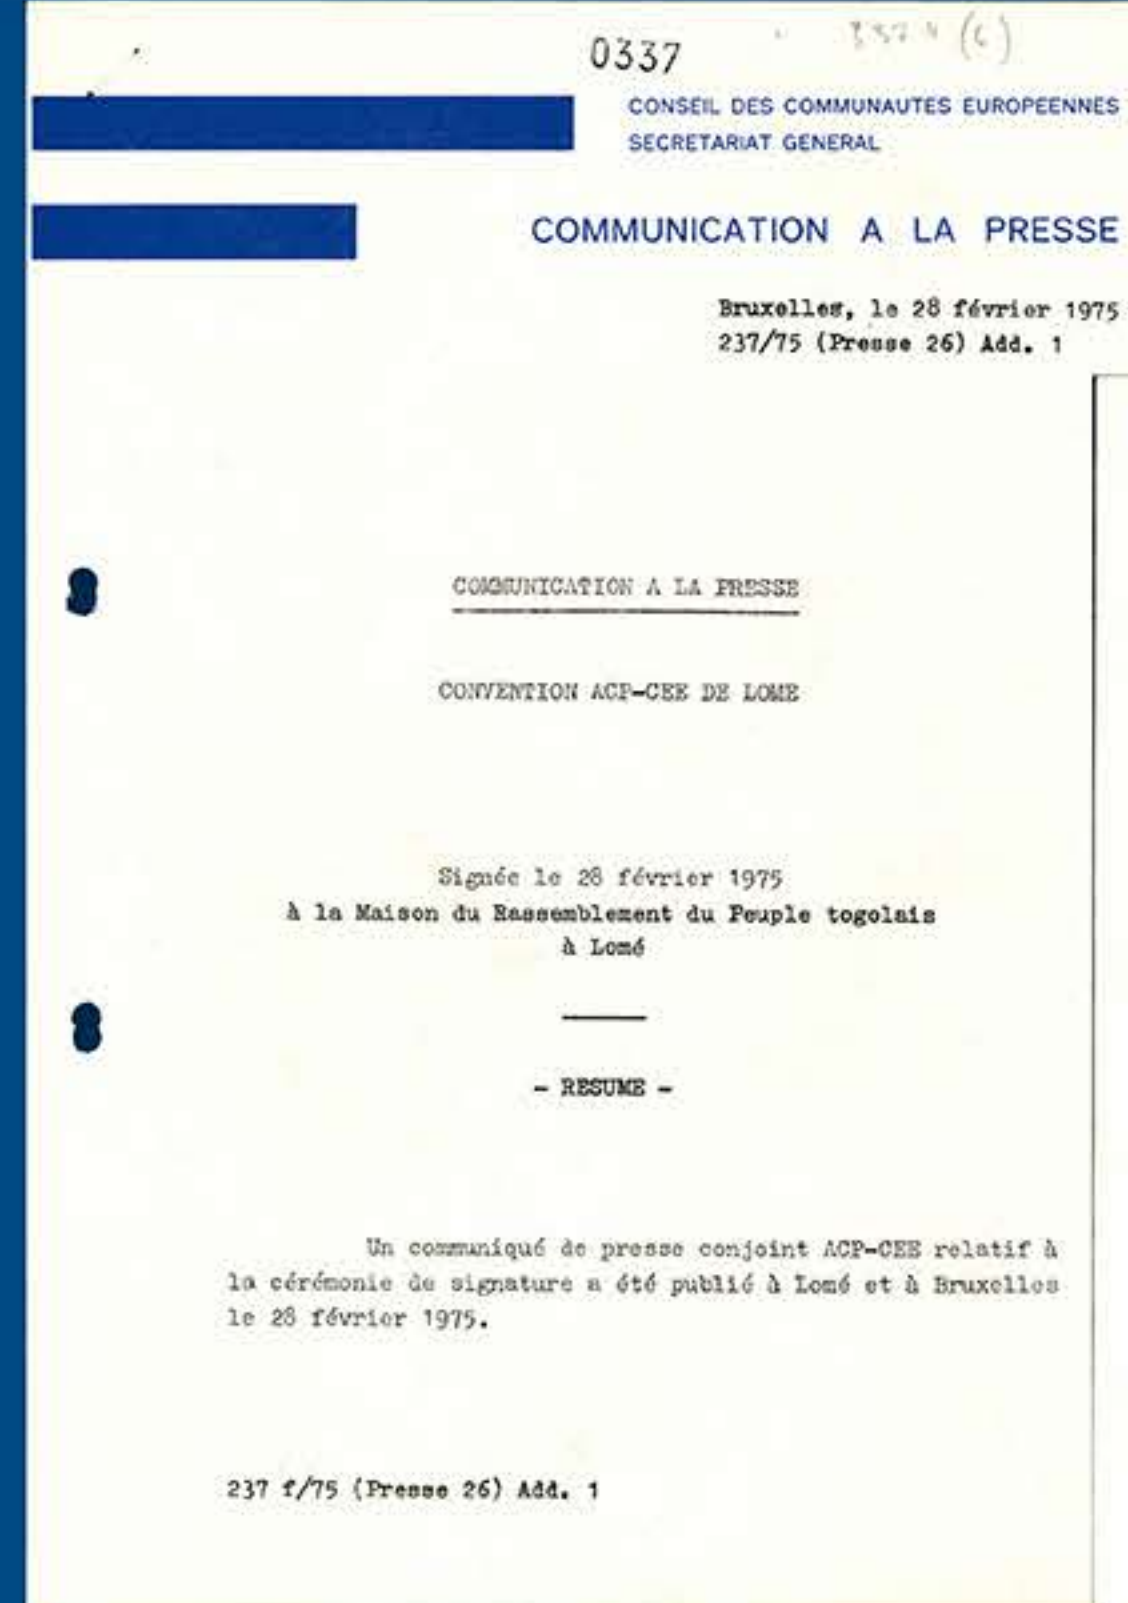 0337
CONSEIL DES COMMUNAUTES EUROPEENNES
SECRETARIAT GENERAL
COMMUNICATION A LA PRESSE
Bruxelles, le 28 février 1975
237/75 (Presse 26) Add. 1
COMMUNICATION A LA PRESSE
CONVENTION ACP-CEE DE LOME
Signée le 28 février 1975
à la Maison du Rassemblement du Peuple togolais
à Lomé
- RESUME -
Un communiqué de presse conjoint ACP-CEE relatif à
la cérémonie de signature a été publié à Lomé et à Bruxelles
le 28 février 1975.
237 f/75 (Presse 26) Add. 1